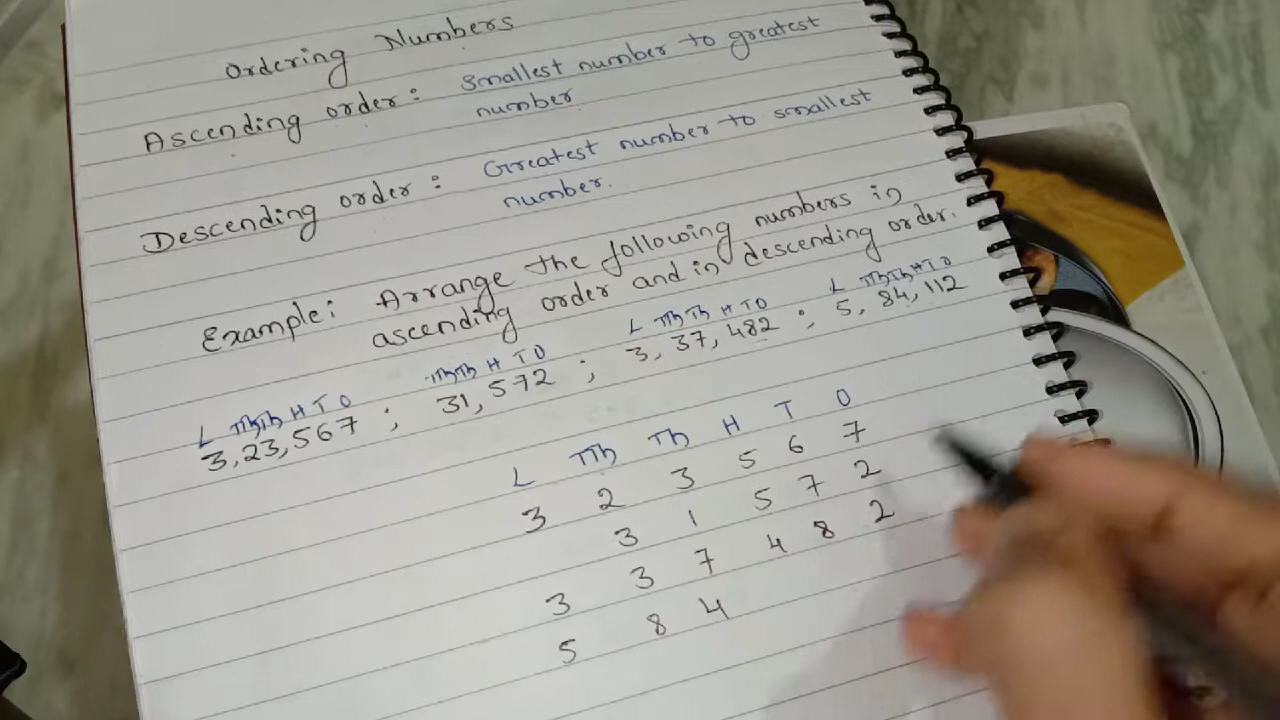 Ordering Numbers
Ascending order: Smallest number to greatest
number
Descending order: Greatest number to smallest
number.
Example: Arrange the following numbers in
ascending order and in descending order.
L TTh Th H T O TTh Th H T O L TTh Th H T O L TTh Th H T O
3,23,567 ; 31,572 ; 3,37,482 ; 5,84,112
L TTh Th H T O
3 2 3 5 6 7
3 1 5 7 2
3 3 7 4 8 2
5 8 4